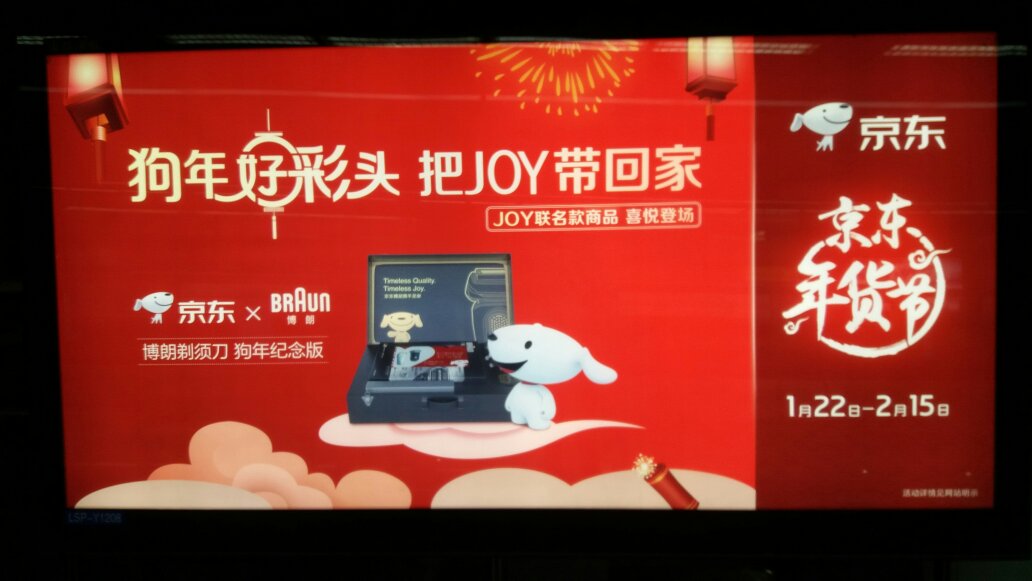 狗年好彩头 把JOY带回家
JOY联名款商品 喜悦登场
京东 × BRAUN
博朗
博朗剃须刀 狗年纪念版
Timeless Quality.
Timeless Joy.
京东
京东
年货节
1月22日-2月15日
活动详情见网站明示
LSP-Y1208